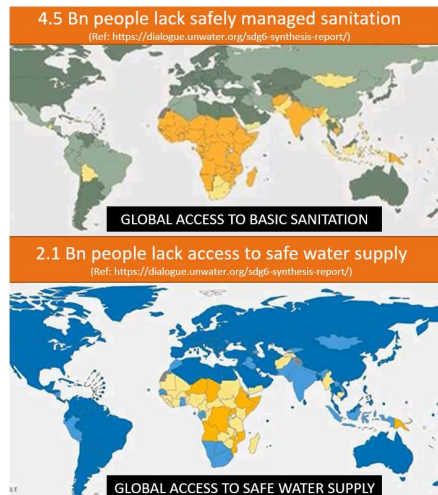 4.5 Bn people lack safely managed sanitation
(Ref: https://dialogue.unwater.org/sdg6-synthesis-report/)
GLOBAL ACCESS TO BASIC SANITATION
2.1 Bn people lack access to safe water supply
(Ref: https://dialogue.unwater.org/sdg6-synthesis-report/)
GLOBAL ACCESS TO SAFE WATER SUPPLY